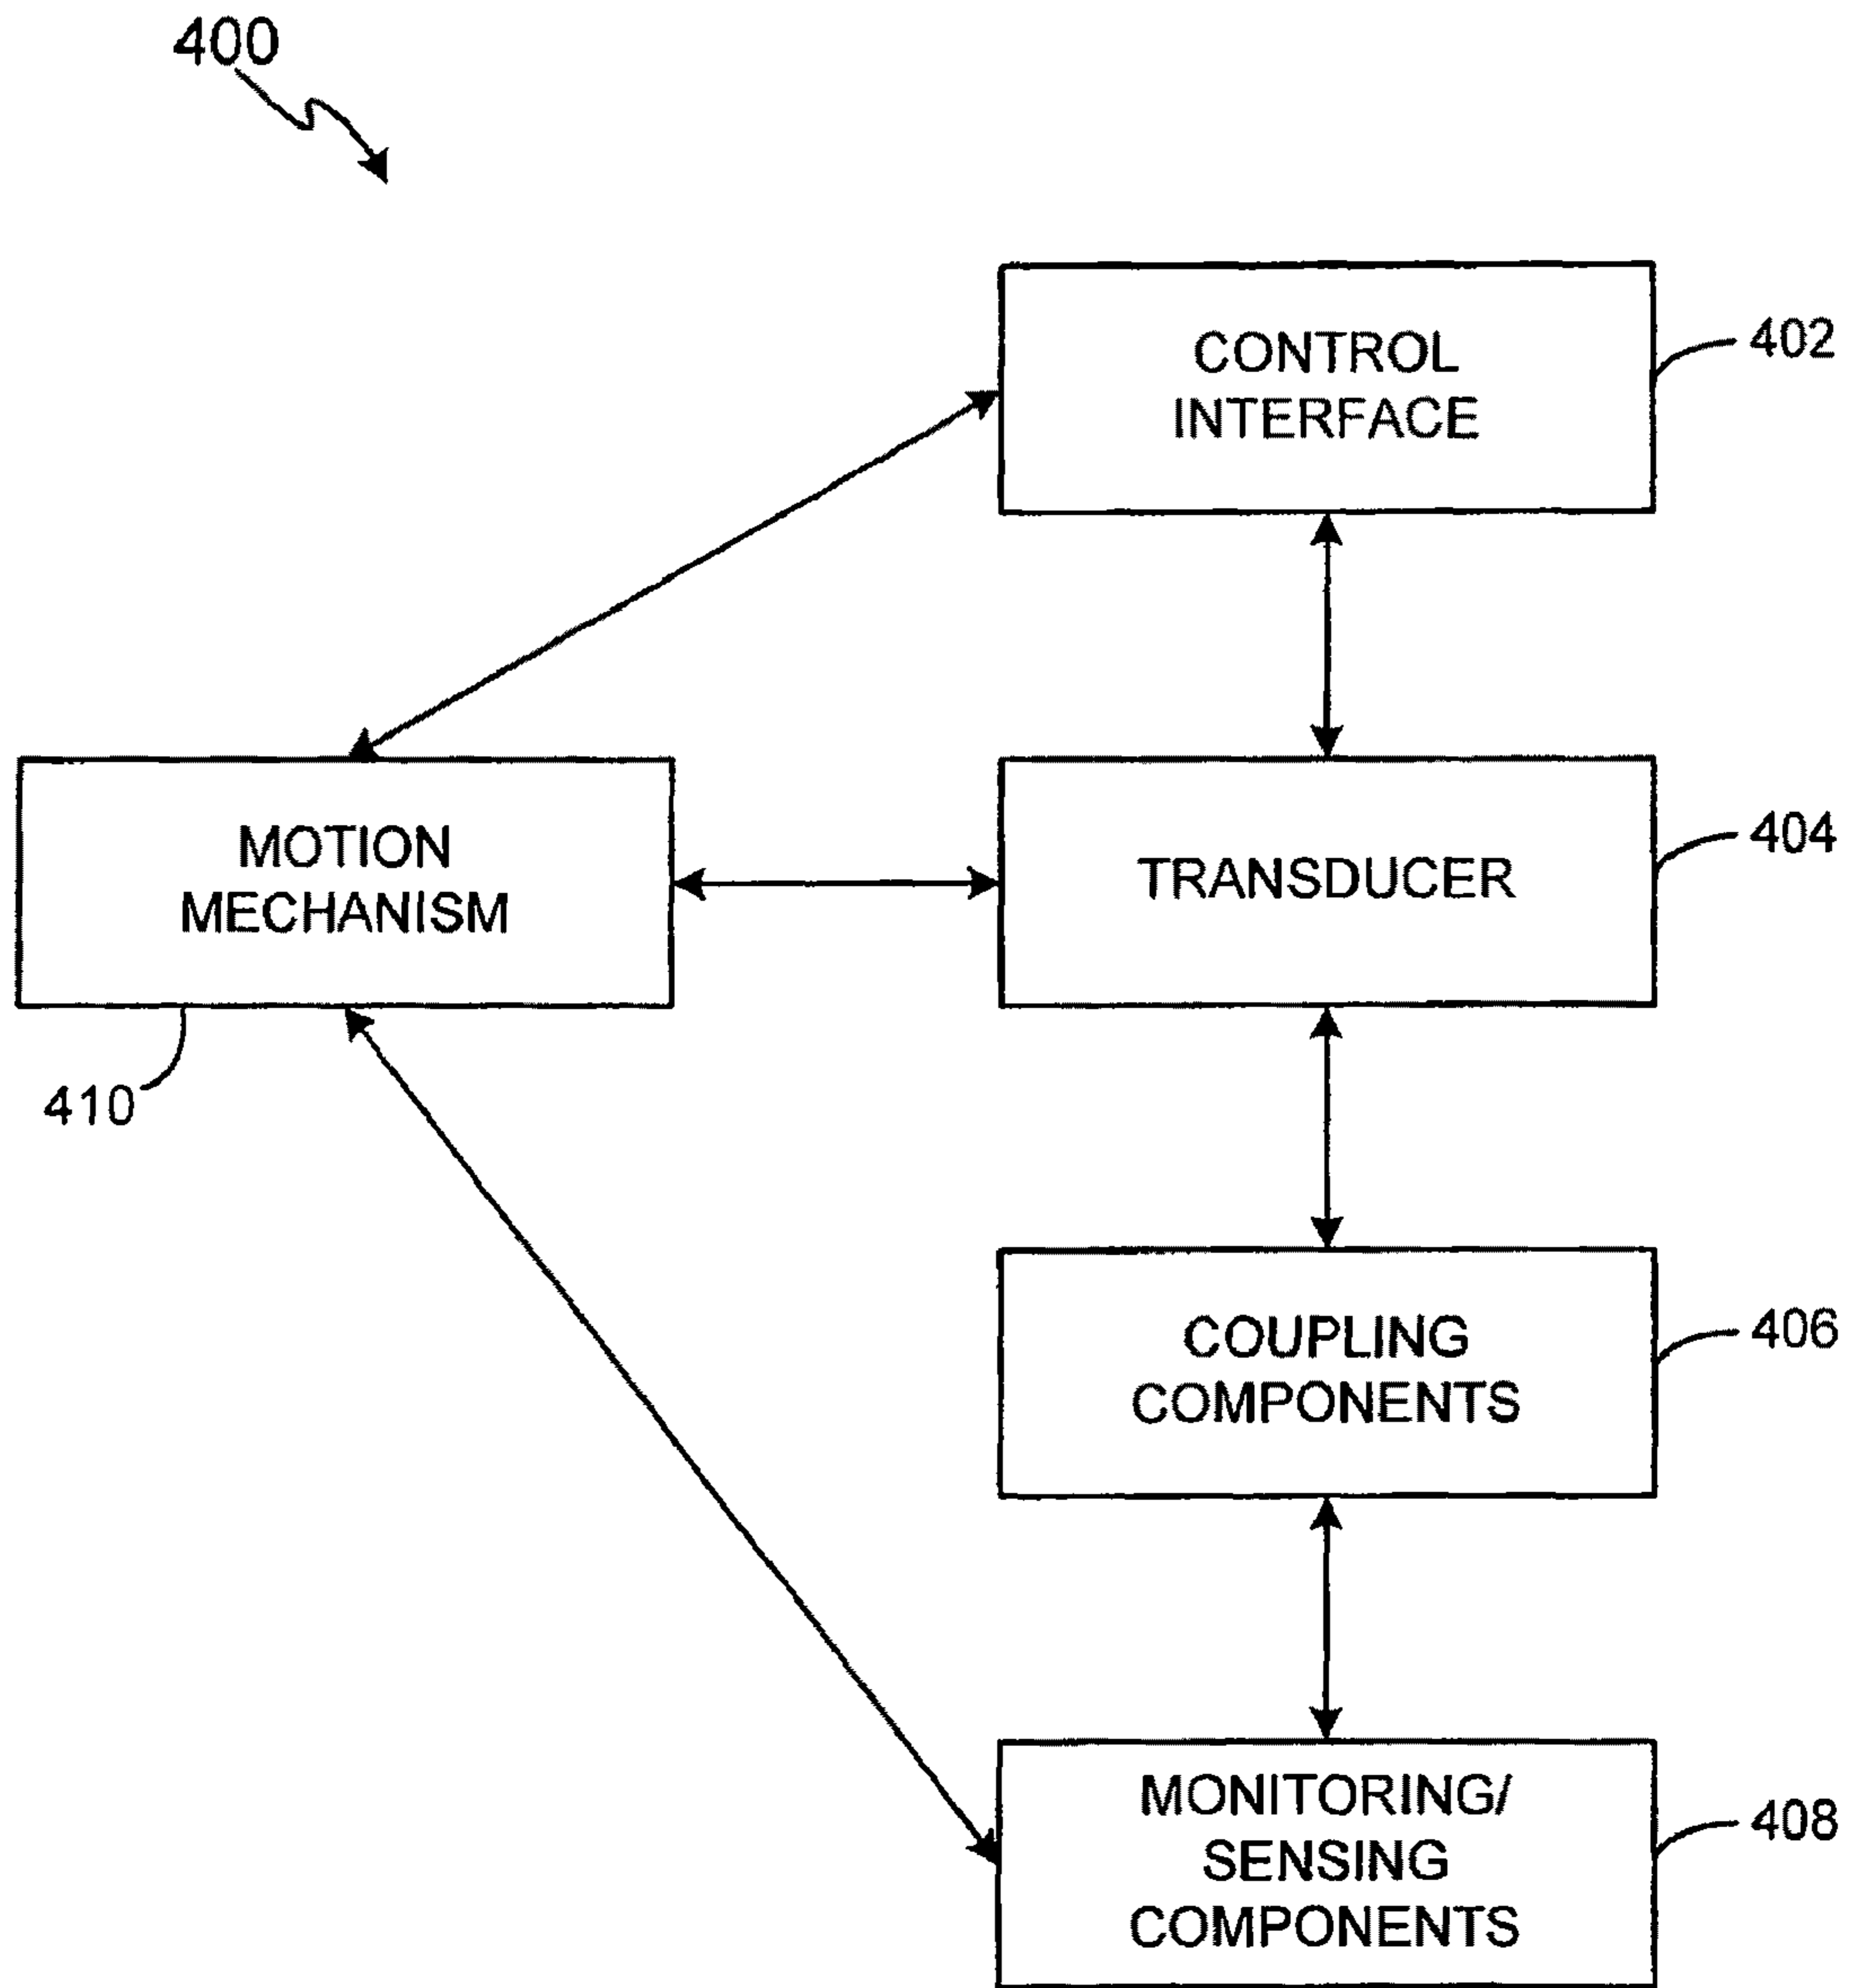 400
CONTROL
INTERFACE
402
MOTION
MECHANISM
410
TRANSDUCER
404
COUPLING
COMPONENTS
406
MONITORING/
SENSING
COMPONENTS
408